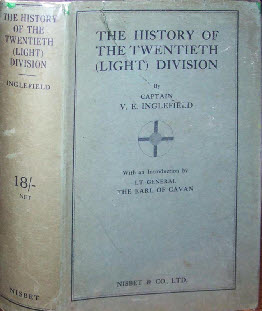 THE HISTORY
OF THE
TWENTIETH
(LIGHT)
DIVISION
INGLEFIELD
18/-
NET
NISBET
THE HISTORY OF
THE TWENTIETH
(LIGHT) DIVISION
By
CAPTAIN
V. E. INGLEFIELD
With an Introduction by
LT GENERAL
THE EARL OF CAVAN
NISBET & CO. LTD.